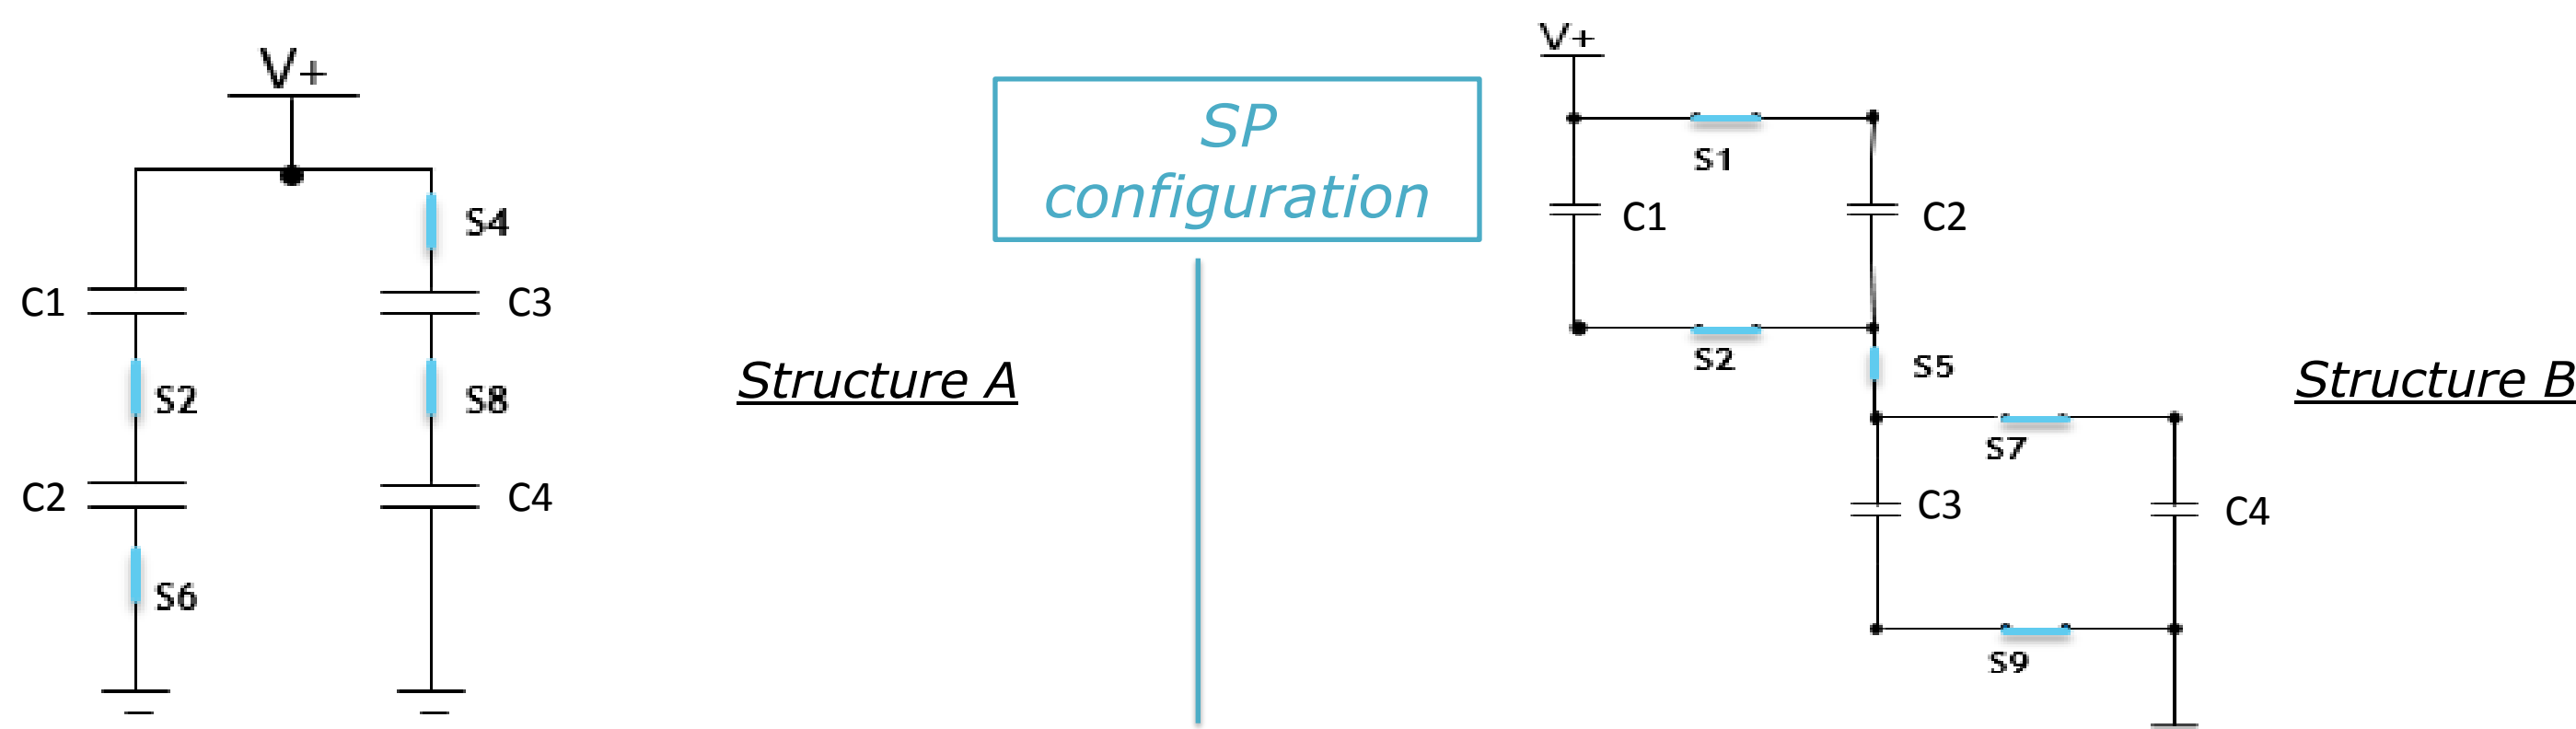 V+
S4
C1
C3
S2
S8
C2
C4
S6
Structure A
SP
configuration
V+
S1
C1
C2
S2
S5
S7
C3
C4
S9
Structure B